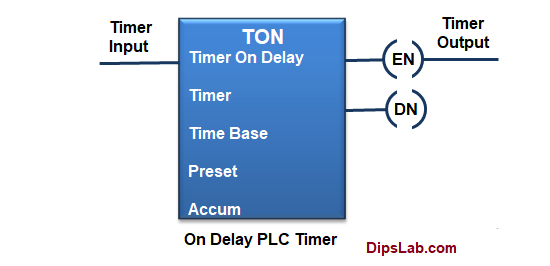 Timer
Input
TON
Timer On Delay
Timer
Time Base
Preset
Accum
EN
DN
Timer
Output
On Delay PLC Timer
DipsLab.com